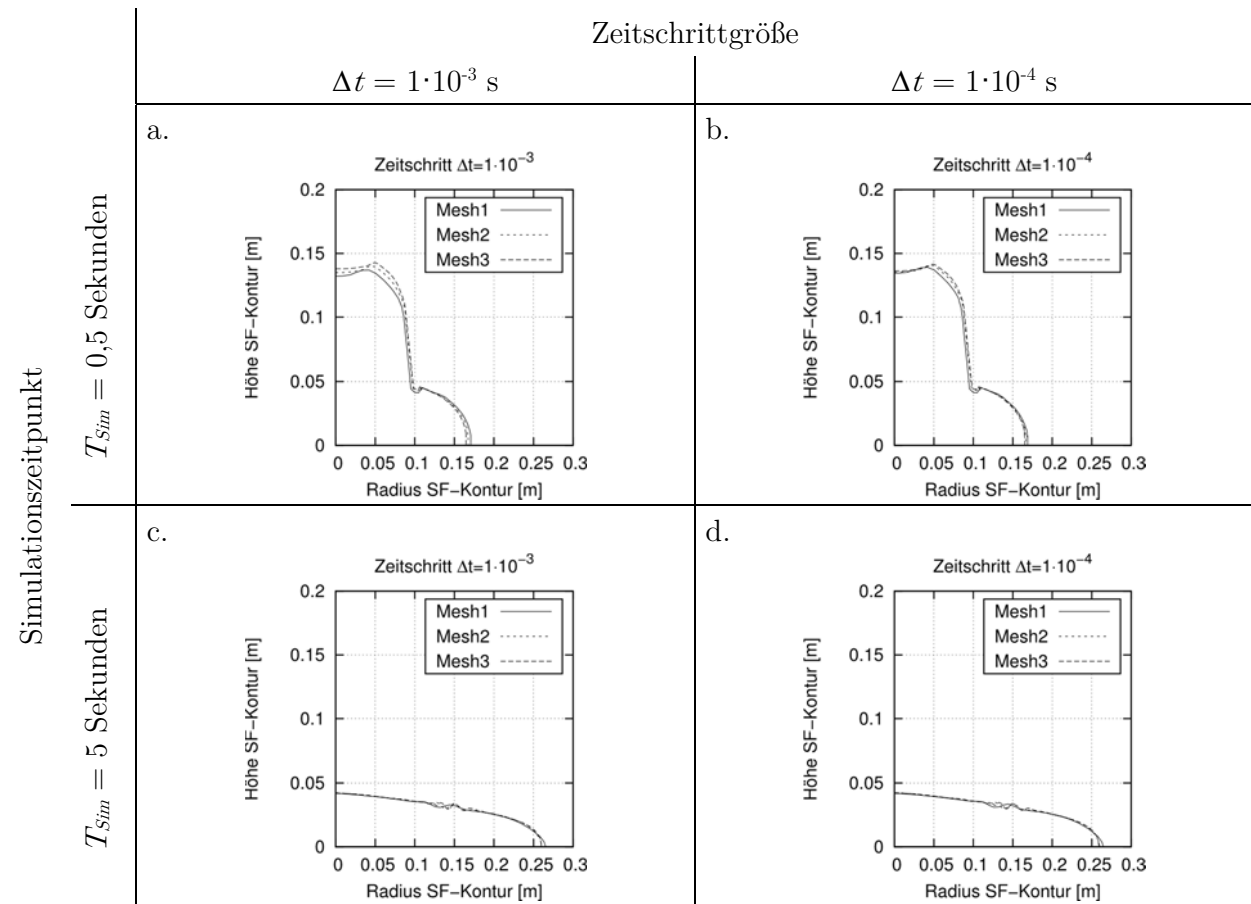 Zeitschrittgröße
Δt = 1·10⁻³ s
Δt = 1·10⁻⁴ s
Simulationszeitpunkt
T_Sim = 0,5 Sekunden
a.
Zeitschritt Δt=1·10⁻³
Mesh1
Mesh2
Mesh3
Höhe SF−Kontur [m]
0.2
0.15
0.1
0.05
0
0 0.05 0.1 0.15 0.2 0.25 0.3
Radius SF−Kontur [m]
b.
Zeitschritt Δt=1·10⁻⁴
Mesh1
Mesh2
Mesh3
Höhe SF−Kontur [m]
0.2
0.15
0.1
0.05
0
0 0.05 0.1 0.15 0.2 0.25 0.3
Radius SF−Kontur [m]
T_Sim = 5 Sekunden
c.
Zeitschritt Δt=1·10⁻³
Mesh1
Mesh2
Mesh3
Höhe SF−Kontur [m]
0.2
0.15
0.1
0.05
0
0 0.05 0.1 0.15 0.2 0.25 0.3
Radius SF−Kontur [m]
d.
Zeitschritt Δt=1·10⁻⁴
Mesh1
Mesh2
Mesh3
Höhe SF−Kontur [m]
0.2
0.15
0.1
0.05
0
0 0.05 0.1 0.15 0.2 0.25 0.3
Radius SF−Kontur [m]